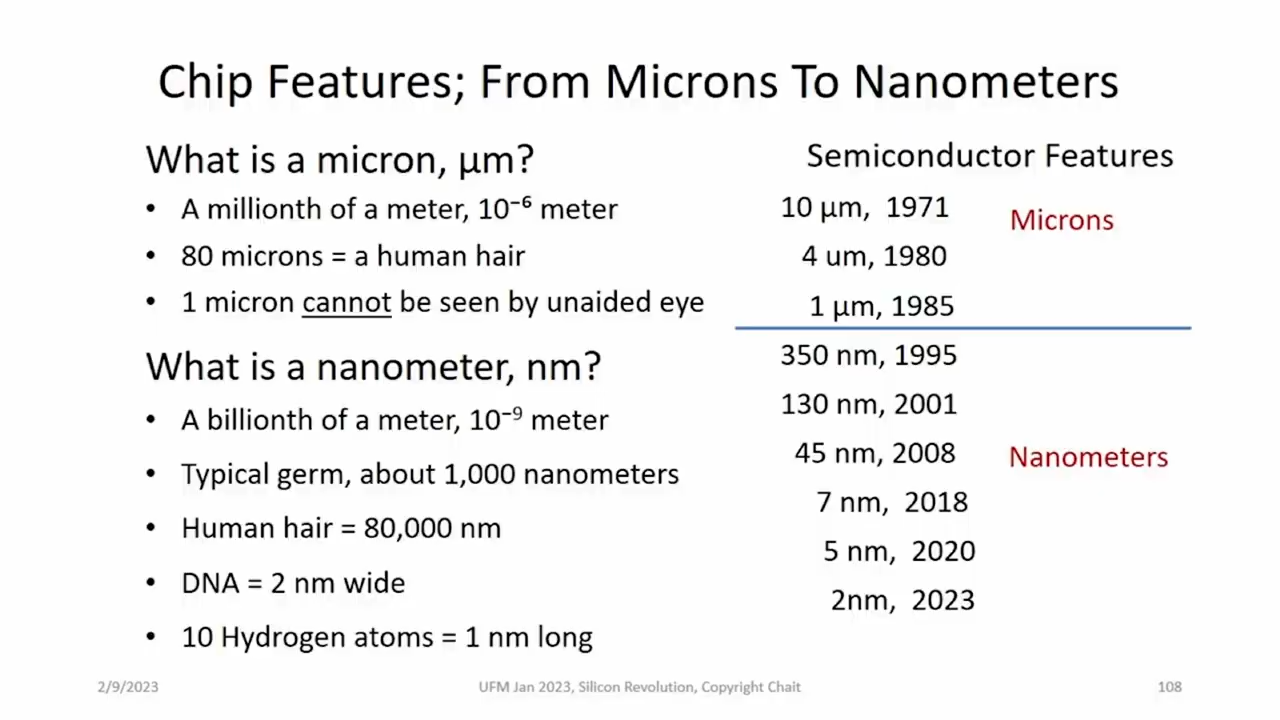 Chip Features; From Microns To Nanometers
What is a micron, µm?
• A millionth of a meter, 10⁻⁶ meter
• 80 microns = a human hair
• 1 micron cannot be seen by unaided eye
What is a nanometer, nm?
• A billionth of a meter, 10⁻⁹ meter
• Typical germ, about 1,000 nanometers
• Human hair = 80,000 nm
• DNA = 2 nm wide
• 10 Hydrogen atoms = 1 nm long
Semiconductor Features
10 µm, 1971
Microns
4 um, 1980
1 µm, 1985
350 nm, 1995
130 nm, 2001
45 nm, 2008
Nanometers
7 nm, 2018
5 nm, 2020
2nm, 2023
2/9/2023
UFM Jan 2023, Silicon Revolution, Copyright Chait
108